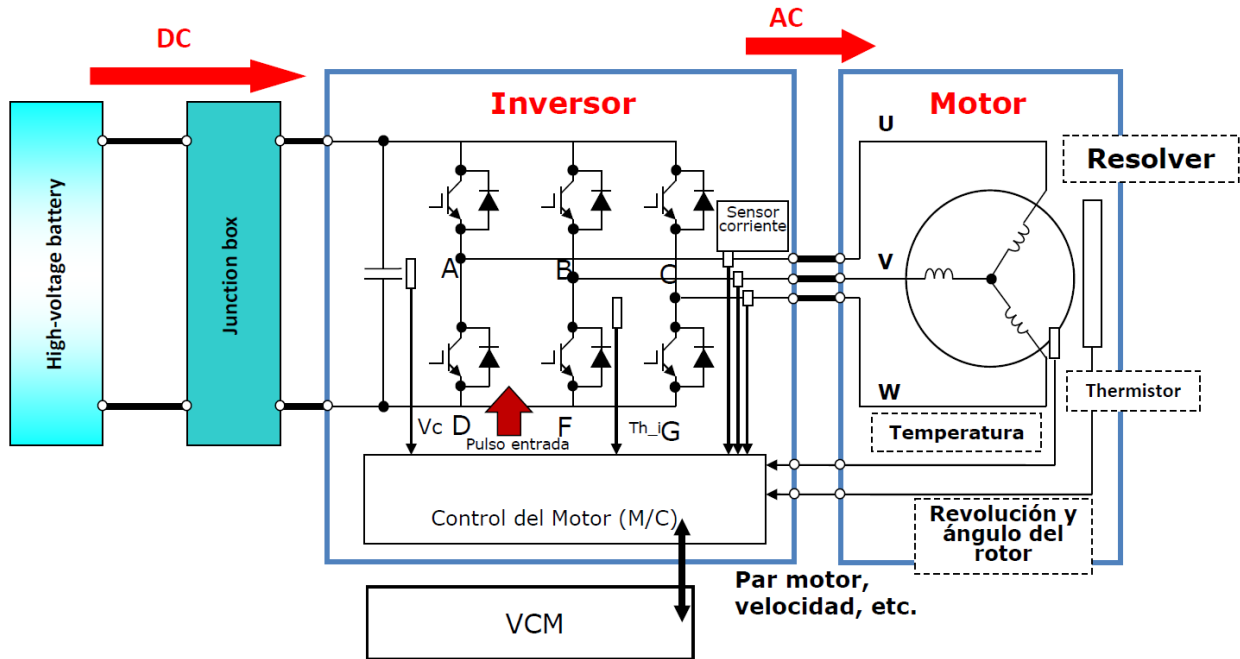 DC
AC
High-voltage battery
Junction box
Inversor
Motor
U
Resolver
Sensor
corriente
A
B
C
V
W
Thermistor
Temperatura
Vc
D
F
Th_i
G
Pulso entrada
Control del Motor (M/C)
Revolución y
ángulo del
rotor
Par motor,
velocidad, etc.
VCM